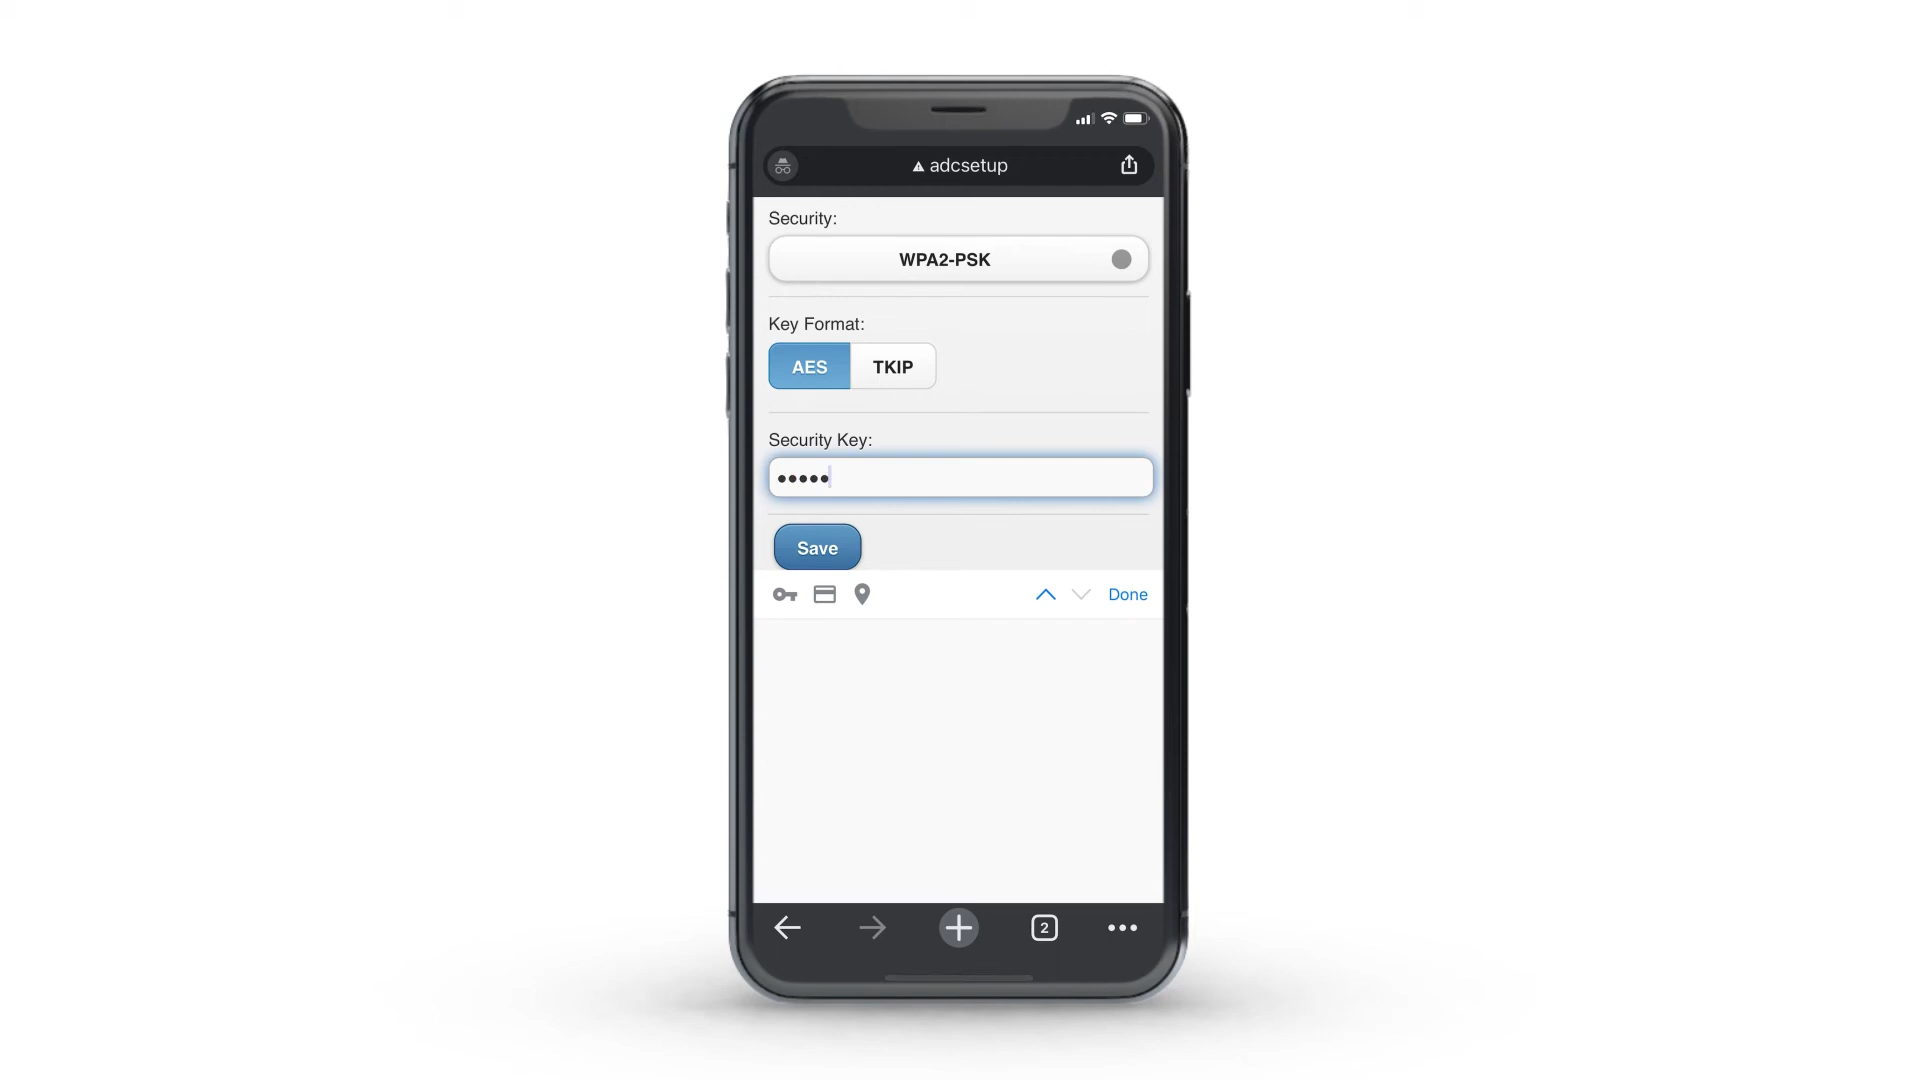 adcsetup
Security:
WPA2-PSK
Key Format:
AES TKIP
Security Key:
•••••
Save
Done
2